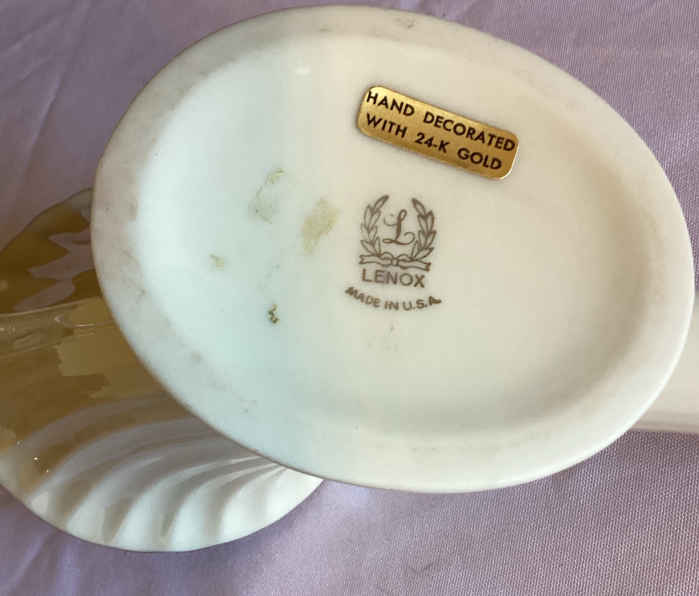 HAND DECORATED
WITH 24-K GOLD
L
LENOX
MADE IN U.S.A.